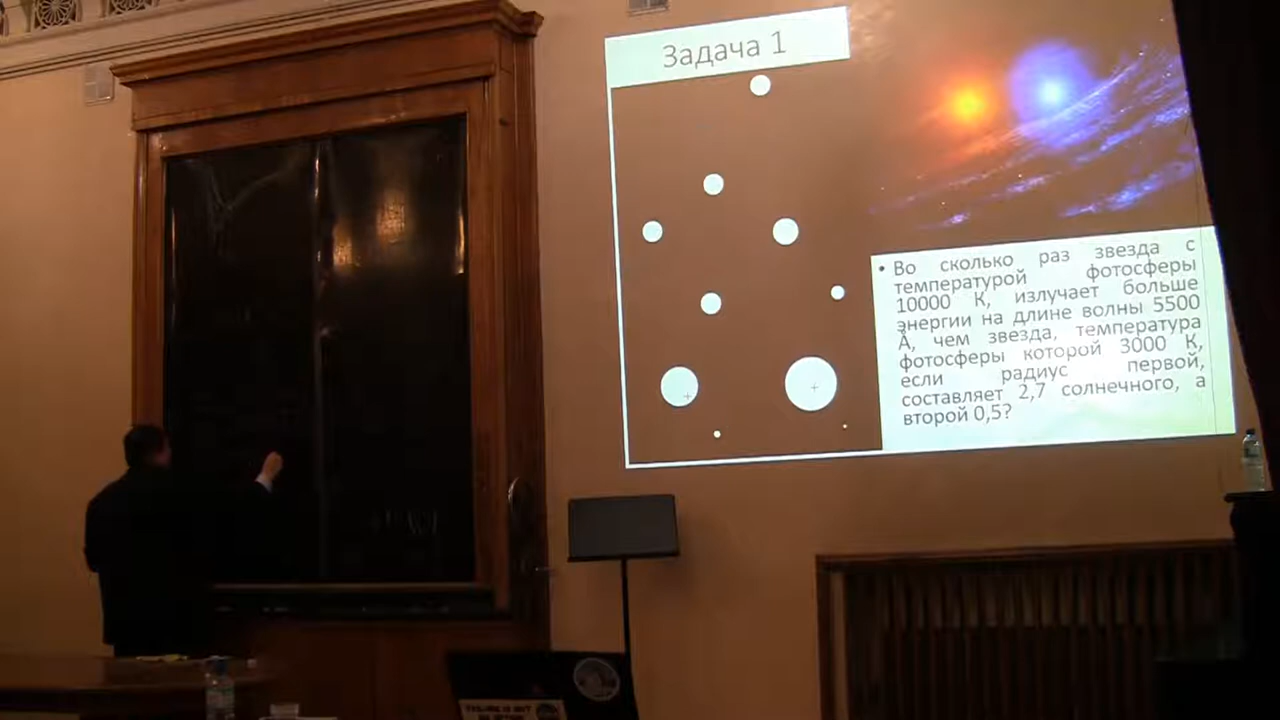 Задача 1
• Во сколько раз звезда с
температурой фотосферы
10000 К, излучает больше
энергии на длине волны 5500
Å, чем звезда, температура
фотосферы которой 3000 К,
если радиус первой,
составляет 2,7 солнечного, а
второй 0,5?